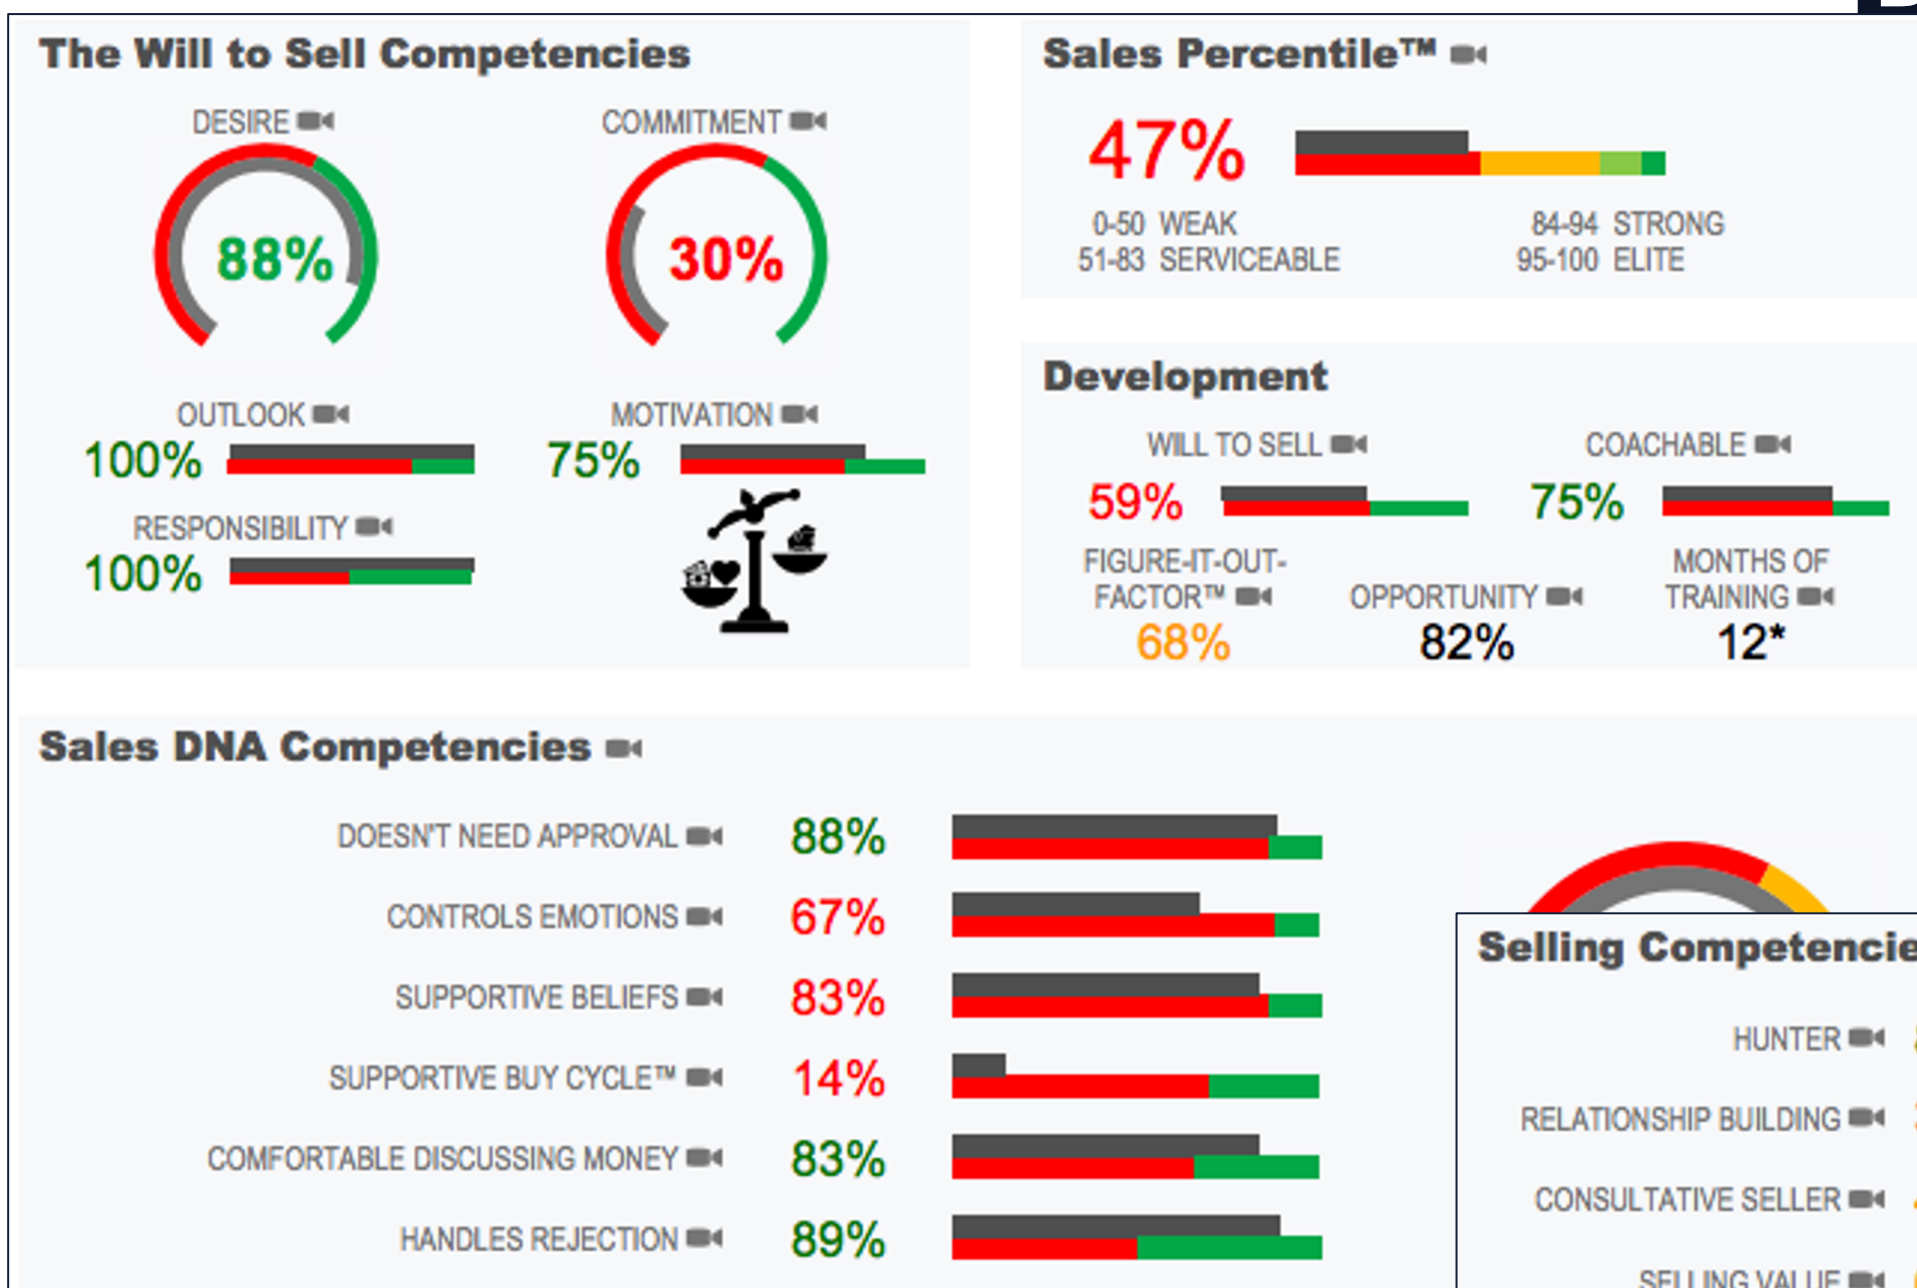 The Will to Sell Competencies
DESIRE
COMMITMENT
88%
30%
OUTLOOK
MOTIVATION
100%
75%
RESPONSIBILITY
100%
Sales Percentile™
47%
0-50 WEAK
84-94 STRONG
51-83 SERVICEABLE
95-100 ELITE
Development
WILL TO SELL
COACHABLE
59%
75%
FIGURE-IT-OUT-
FACTOR™
OPPORTUNITY
MONTHS OF
TRAINING
68%
82%
12*
Sales DNA Competencies
DOESN'T NEED APPROVAL 88%
CONTROLS EMOTIONS 67%
SUPPORTIVE BELIEFS 83%
SUPPORTIVE BUY CYCLE™ 14%
COMFORTABLE DISCUSSING MONEY 83%
HANDLES REJECTION 89%
Selling Competencie
HUNTER
RELATIONSHIP BUILDING
CONSULTATIVE SELLER
SELLING VALUE